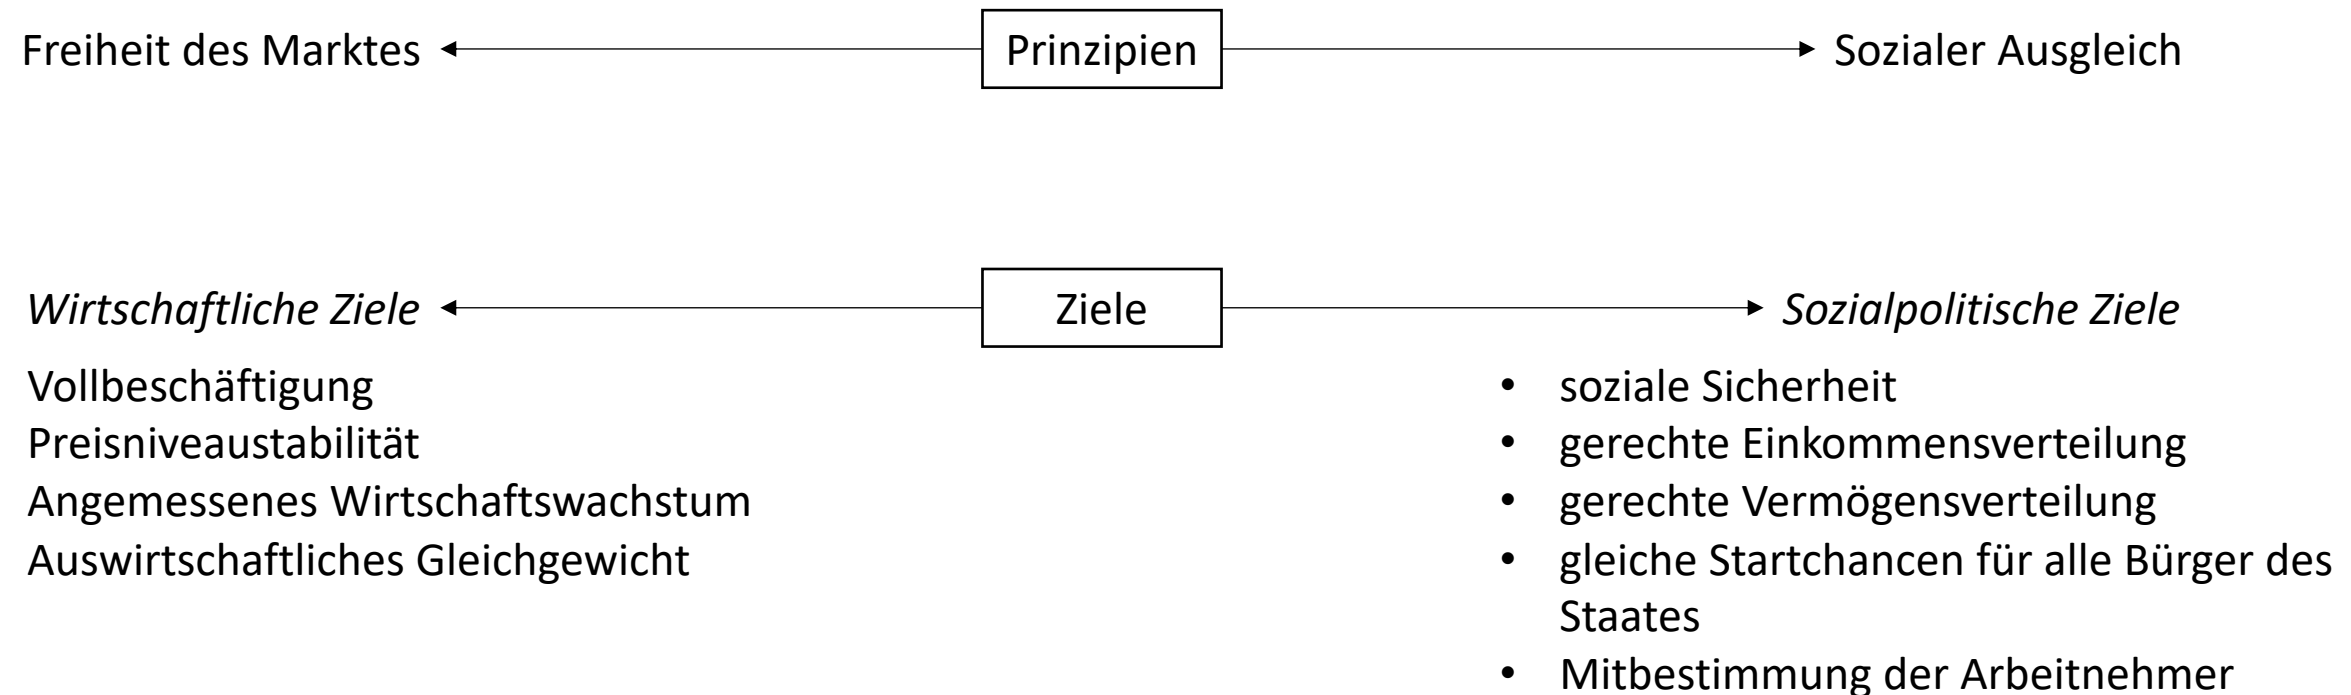 Freiheit des Marktes Prinzipien Sozialer Ausgleich
Wirtschaftliche Ziele Ziele Sozialpolitische Ziele
Vollbeschäftigung
Preisniveaustabilität
Angemessenes Wirtschaftswachstum
Auswirtschaftliches Gleichgewicht
• soziale Sicherheit
• gerechte Einkommensverteilung
• gerechte Vermögensverteilung
• gleiche Startchancen für alle Bürger des
Staates
• Mitbestimmung der Arbeitnehmer